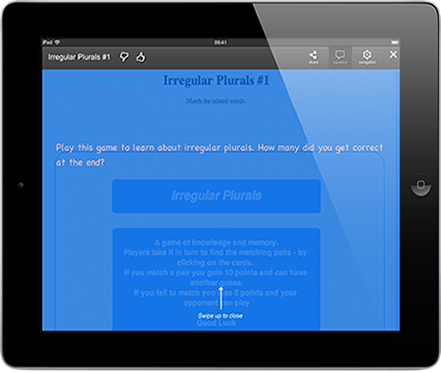 iPad 09:41
Irregular Plurals #1 share navigation
Irregular Plurals #1
Match the related words.
Play this game to learn about irregular plurals. How many did you get correct
at the end?
Irregular Plurals
A game of knowledge and memory.
Players take it in turn to find the matching pairs - by
clicking on the cards.
If you match a pair you gain 10 points and can have
another guess.
If you fail to match you lose 2 points and your
opponent can play
Swipe up to close
Good Luck